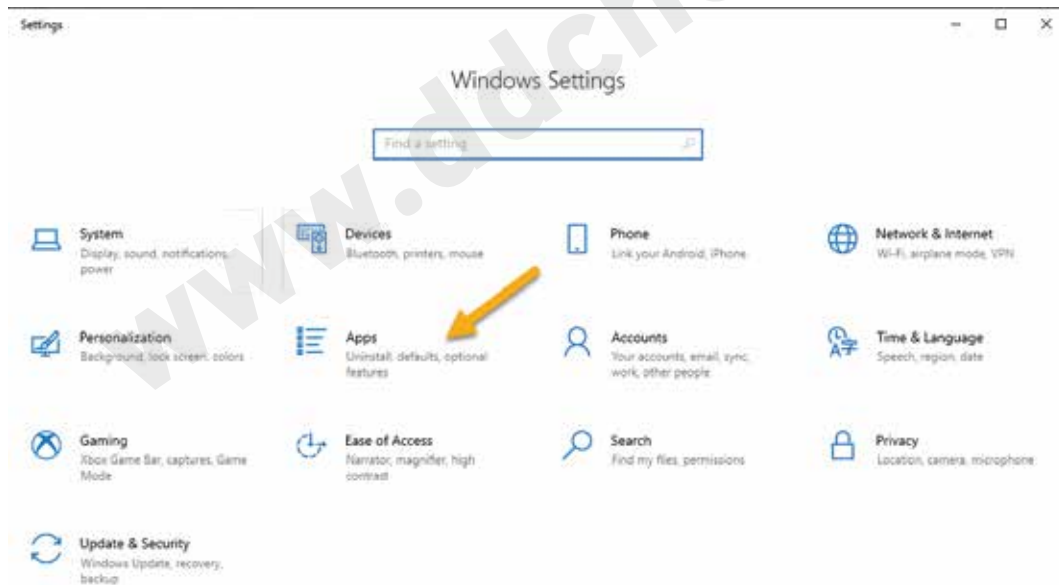 Settings
Windows Settings
Find a setting
System
Display, sound, notifications,
power
Devices
Bluetooth, printers, mouse
Phone
Link your Android, iPhone
Network & Internet
Wi-Fi, airplane mode, VPN
Personalization
Background, lock screen, colors
Apps
Uninstall, defaults, optional
features
Accounts
Your accounts, email, sync,
work, other people
Time & Language
Speech, region, date
Gaming
Xbox Game Bar, captures, Game
Mode
Ease of Access
Narrator, magnifier, high
contrast
Search
Find my files, permissions
Privacy
Location, camera, microphone
Update & Security
Windows Update, recovery,
backup